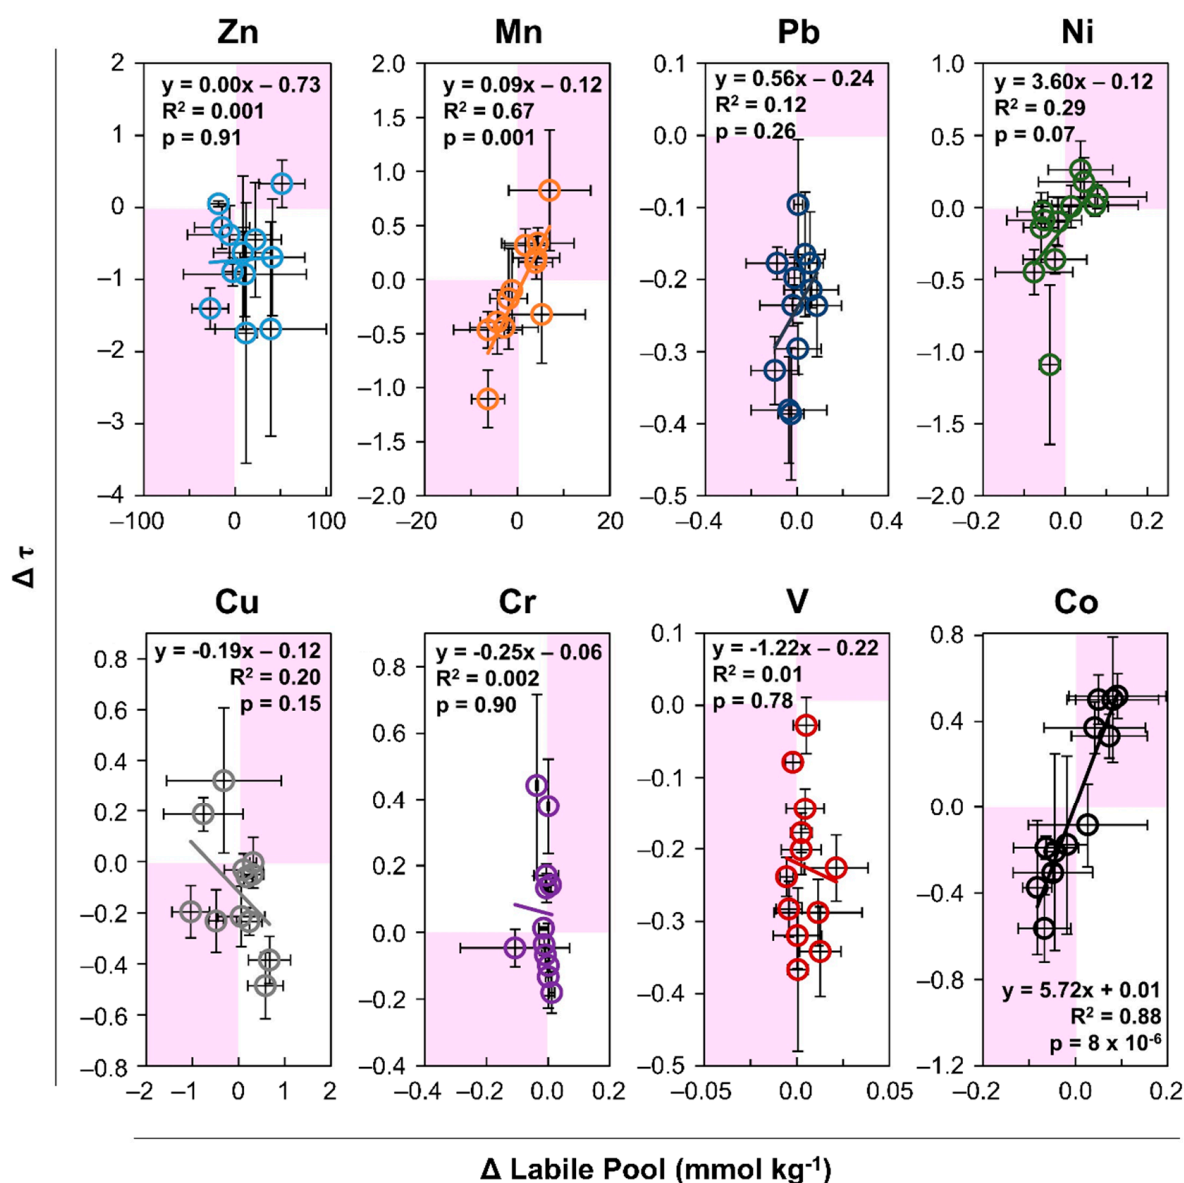 Zn
Mn
Pb
Ni
y = 0.00x – 0.73
R² = 0.001
p = 0.91
y = 0.09x – 0.12
R² = 0.67
p = 0.001
y = 0.56x – 0.24
R² = 0.12
p = 0.26
y = 3.60x – 0.12
R² = 0.29
p = 0.07
2
1
0
–1
–2
–3
–4
–100
0
100
2.0
1.5
1.0
0.5
0.0
–0.5
–1.0
–1.5
–2.0
–20
0
20
0.1
0.0
–0.1
–0.2
–0.3
–0.4
–0.5
–0.4
0.0
0.4
1.0
0.5
0.0
–0.5
–1.0
–1.5
–2.0
–0.2
0.0
0.2
Δ τ
Cu
Cr
V
Co
y = -0.19x – 0.12
R² = 0.20
p = 0.15
y = -0.25x – 0.06
R² = 0.002
p = 0.90
y = -1.22x – 0.22
R² = 0.01
p = 0.78
y = 5.72x + 0.01
R² = 0.88
p = 8 x 10⁻⁶
0.8
0.6
0.4
0.2
0.0
–0.2
–0.4
–0.6
–0.8
–2
–1
0
1
2
0.8
0.6
0.4
0.2
0.0
–0.2
–0.4
–0.4
–0.2
0.0
0.2
0.1
0.0
–0.1
–0.2
–0.3
–0.4
–0.5
–0.05
0.00
0.05
0.8
0.4
0.0
–0.4
–0.8
–1.2
–0.2
0.0
0.2
Δ Labile Pool (mmol kg⁻¹)